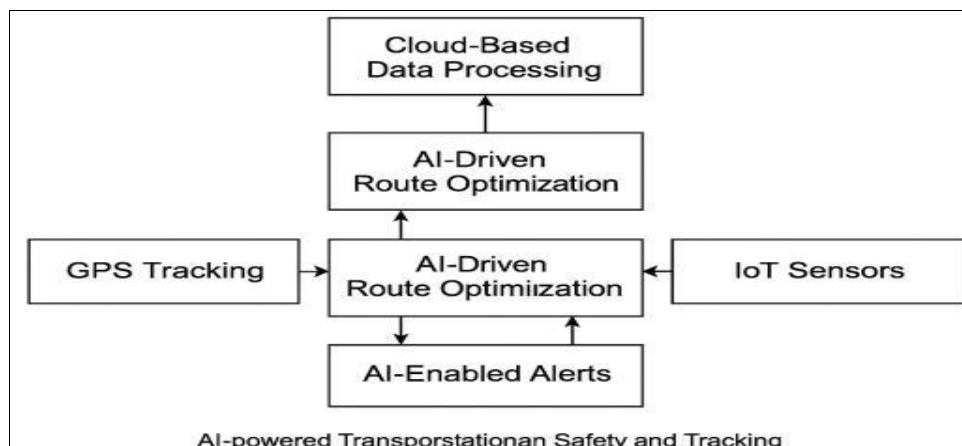 Cloud-Based
Data Processing
AI-Driven
Route Optimization
GPS Tracking
AI-Driven
Route Optimiızation
IoT Sensors
AI-Enabled Alerts
AI-powered Transporstationan Safety and Tracking